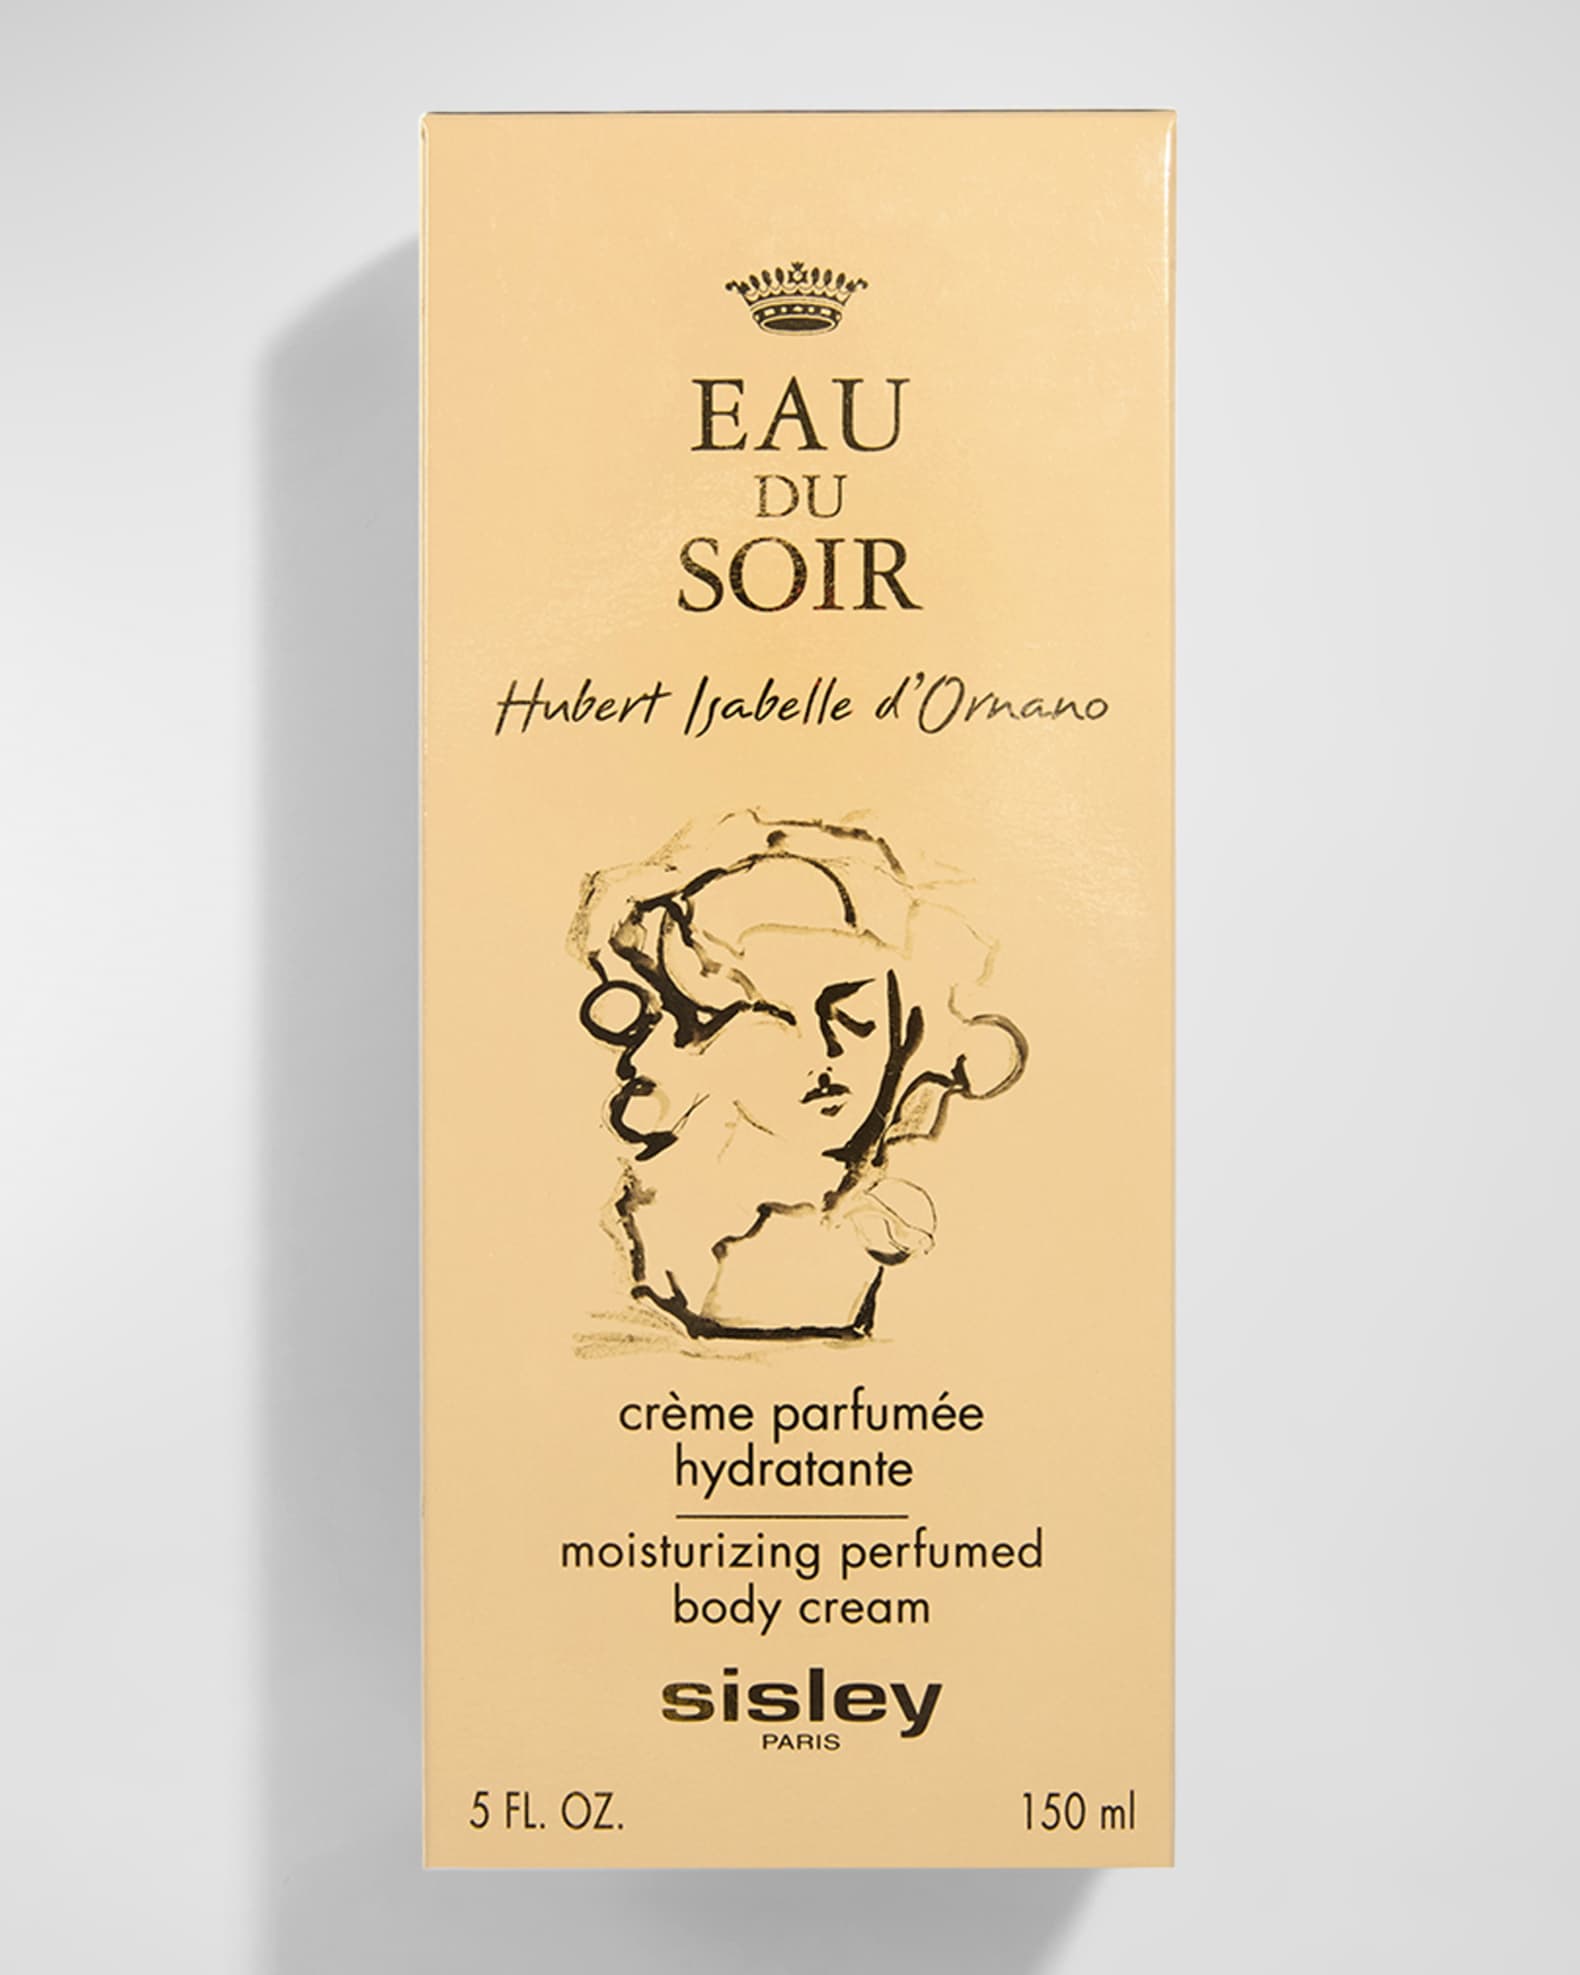 EAU
DU
SOIR
Hubert Isabelle d'Ornano
crème parfumée
hydratante
moisturizing perfumed
body cream
sisley
PARIS
5 FL. OZ. 150 ml